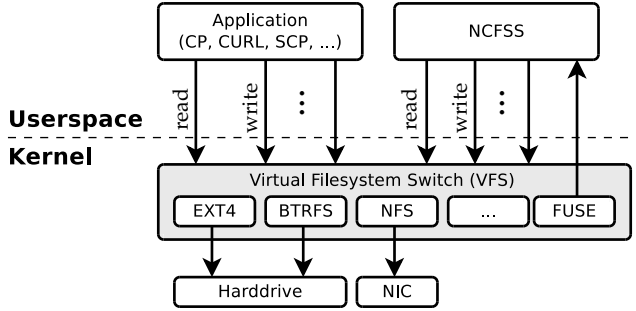 Application
(CP, CURL, SCP, ...)
NCFSS
read
write
...
read
write
...
Userspace
Kernel
Virtual Filesystem Switch (VFS)
EXT4
BTRFS
NFS
...
FUSE
Harddrive
NIC